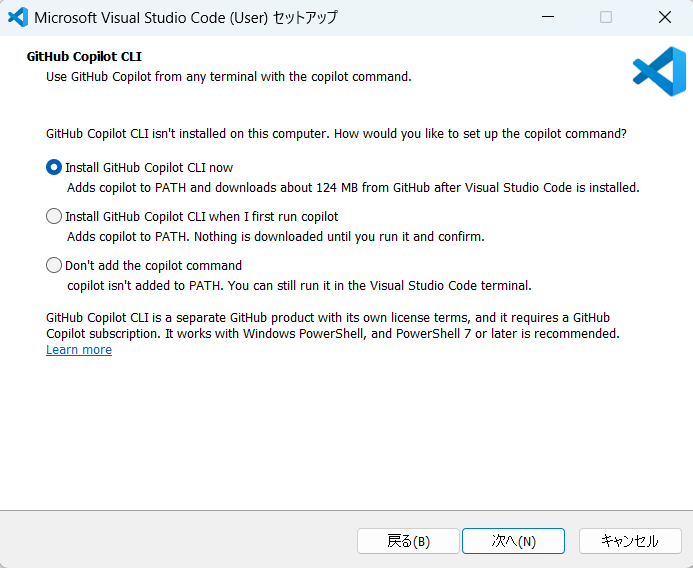 Microsoft Visual Studio Code (User) セットアップ
GitHub Copilot CLI
Use GitHub Copilot from any terminal with the copilot command.
GitHub Copilot CLI isn't installed on this computer. How would you like to set up the copilot command?
Install GitHub Copilot CLI now
Adds copilot to PATH and downloads about 124 MB from GitHub after Visual Studio Code is installed.
Install GitHub Copilot CLI when I first run copilot
Adds copilot to PATH. Nothing is downloaded until you run it and confirm.
Don't add the copilot command
copilot isn't added to PATH. You can still run it in the Visual Studio Code terminal.
GitHub Copilot CLI is a separate GitHub product with its own license terms, and it requires a GitHub
Copilot subscription. It works with Windows PowerShell, and PowerShell 7 or later is recommended.
Learn more
戻る(B)
次へ(N)
キャンセル